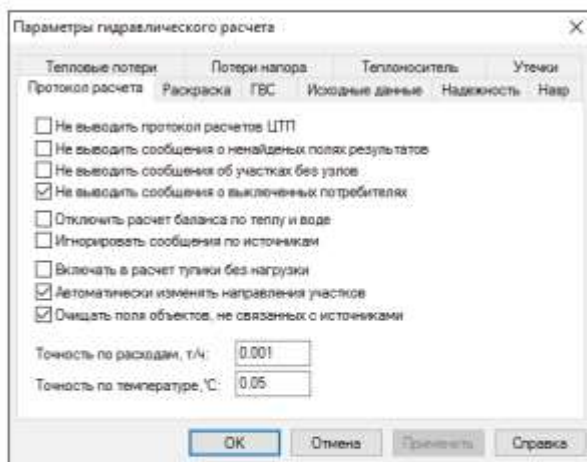 Параметры гидравлического расчета
Тепловые потери Потери напора Теплоноситель Утечки
Протокол расчета Раскраска ГВС Исходные данные Надежность Назр
Не выводить протокол расчетов ЦТП
Не выводить сообщения о ненайденых полях результатов
Не выводить сообщения об участках без узлов
Не выводить сообщения о выключенных потребителях
Отключить расчет баланса по теплу и воде
Игнорировать сообщения по источникам
Включать в расчет тупики без нагрузки
Автоматически изменять направления участков
Очищать поля объектов, не связанных с источниками
Точность по расходам, т/ч: 0.001
Точность по температуре,°С: 0.05
ОК Отмена Применить Справка